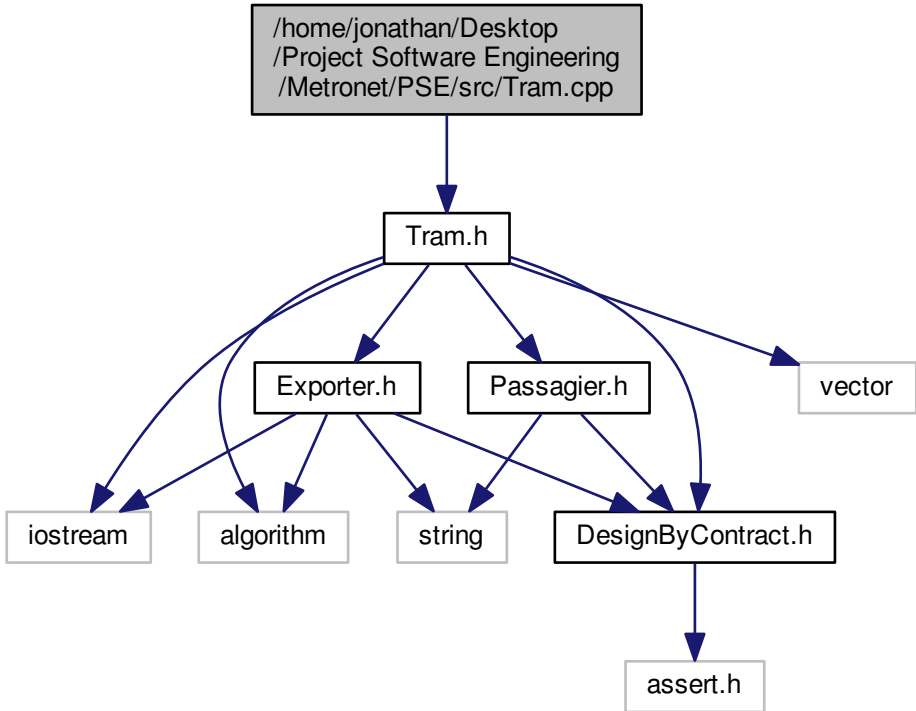 /home/jonathan/Desktop
/Project Software Engineering
/Metronet/PSE/src/Tram.cpp
Tram.h
Exporter.h
Passagier.h
vector
iostream
algorithm
string
DesignByContract.h
assert.h